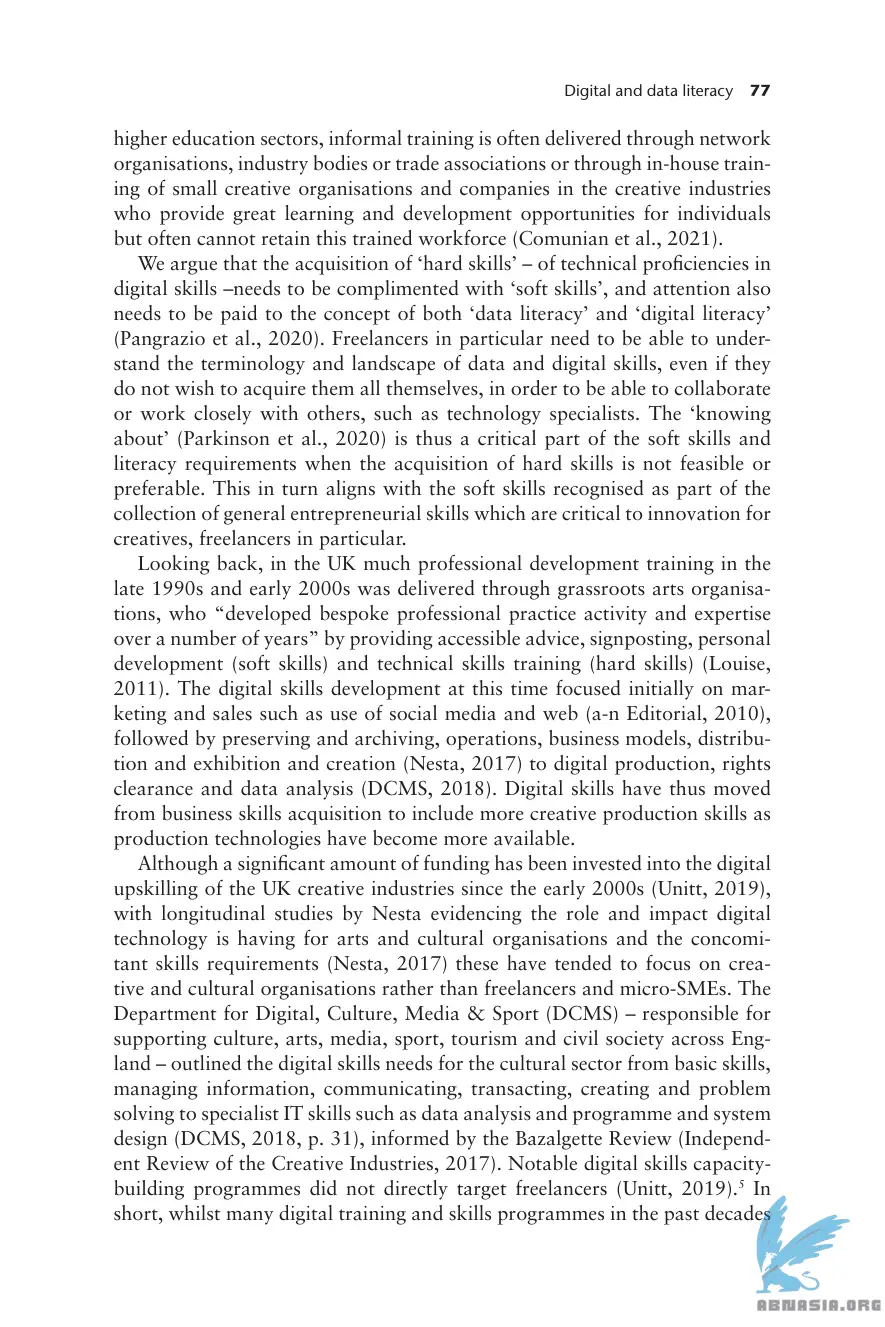 Digital and data literacy 77
higher education sectors, informal training is often delivered through network
organisations, industry bodies or trade associations or through in-house train-
ing of small creative organisations and companies in the creative industries
who provide great learning and development opportunities for individuals
but often cannot retain this trained workforce (Comunian et al., 2021).
We argue that the acquisition of ‘hard skills’ – of technical proficiencies in
digital skills –needs to be complimented with ‘soft skills’, and attention also
needs to be paid to the concept of both ‘data literacy’ and ‘digital literacy’
(Pangrazio et al., 2020). Freelancers in particular need to be able to under-
stand the terminology and landscape of data and digital skills, even if they
do not wish to acquire them all themselves, in order to be able to collaborate
or work closely with others, such as technology specialists. The ‘knowing
about’ (Parkinson et al., 2020) is thus a critical part of the soft skills and
literacy requirements when the acquisition of hard skills is not feasible or
preferable. This in turn aligns with the soft skills recognised as part of the
collection of general entrepreneurial skills which are critical to innovation for
creatives, freelancers in particular.
Looking back, in the UK much professional development training in the
late 1990s and early 2000s was delivered through grassroots arts organisa-
tions, who “developed bespoke professional practice activity and expertise
over a number of years” by providing accessible advice, signposting, personal
development (soft skills) and technical skills training (hard skills) (Louise,
2011). The digital skills development at this time focused initially on mar-
keting and sales such as use of social media and web (a-n Editorial, 2010),
followed by preserving and archiving, operations, business models, distribu-
tion and exhibition and creation (Nesta, 2017) to digital production, rights
clearance and data analysis (DCMS, 2018). Digital skills have thus moved
from business skills acquisition to include more creative production skills as
production technologies have become more available.
Although a significant amount of funding has been invested into the digital
upskilling of the UK creative industries since the early 2000s (Unitt, 2019),
with longitudinal studies by Nesta evidencing the role and impact digital
technology is having for arts and cultural organisations and the concomi-
tant skills requirements (Nesta, 2017) these have tended to focus on crea-
tive and cultural organisations rather than freelancers and micro-SMEs. The
Department for Digital, Culture, Media & Sport (DCMS) – responsible for
supporting culture, arts, media, sport, tourism and civil society across Eng-
land – outlined the digital skills needs for the cultural sector from basic skills,
managing information, communicating, transacting, creating and problem
solving to specialist IT skills such as data analysis and programme and system
design (DCMS, 2018, p. 31), informed by the Bazalgette Review (Independ-
ent Review of the Creative Industries, 2017). Notable digital skills capacity-
building programmes did not directly target freelancers (Unitt, 2019).⁵ In
short, whilst many digital training and skills programmes in the past decades
ABNASIA.ORG